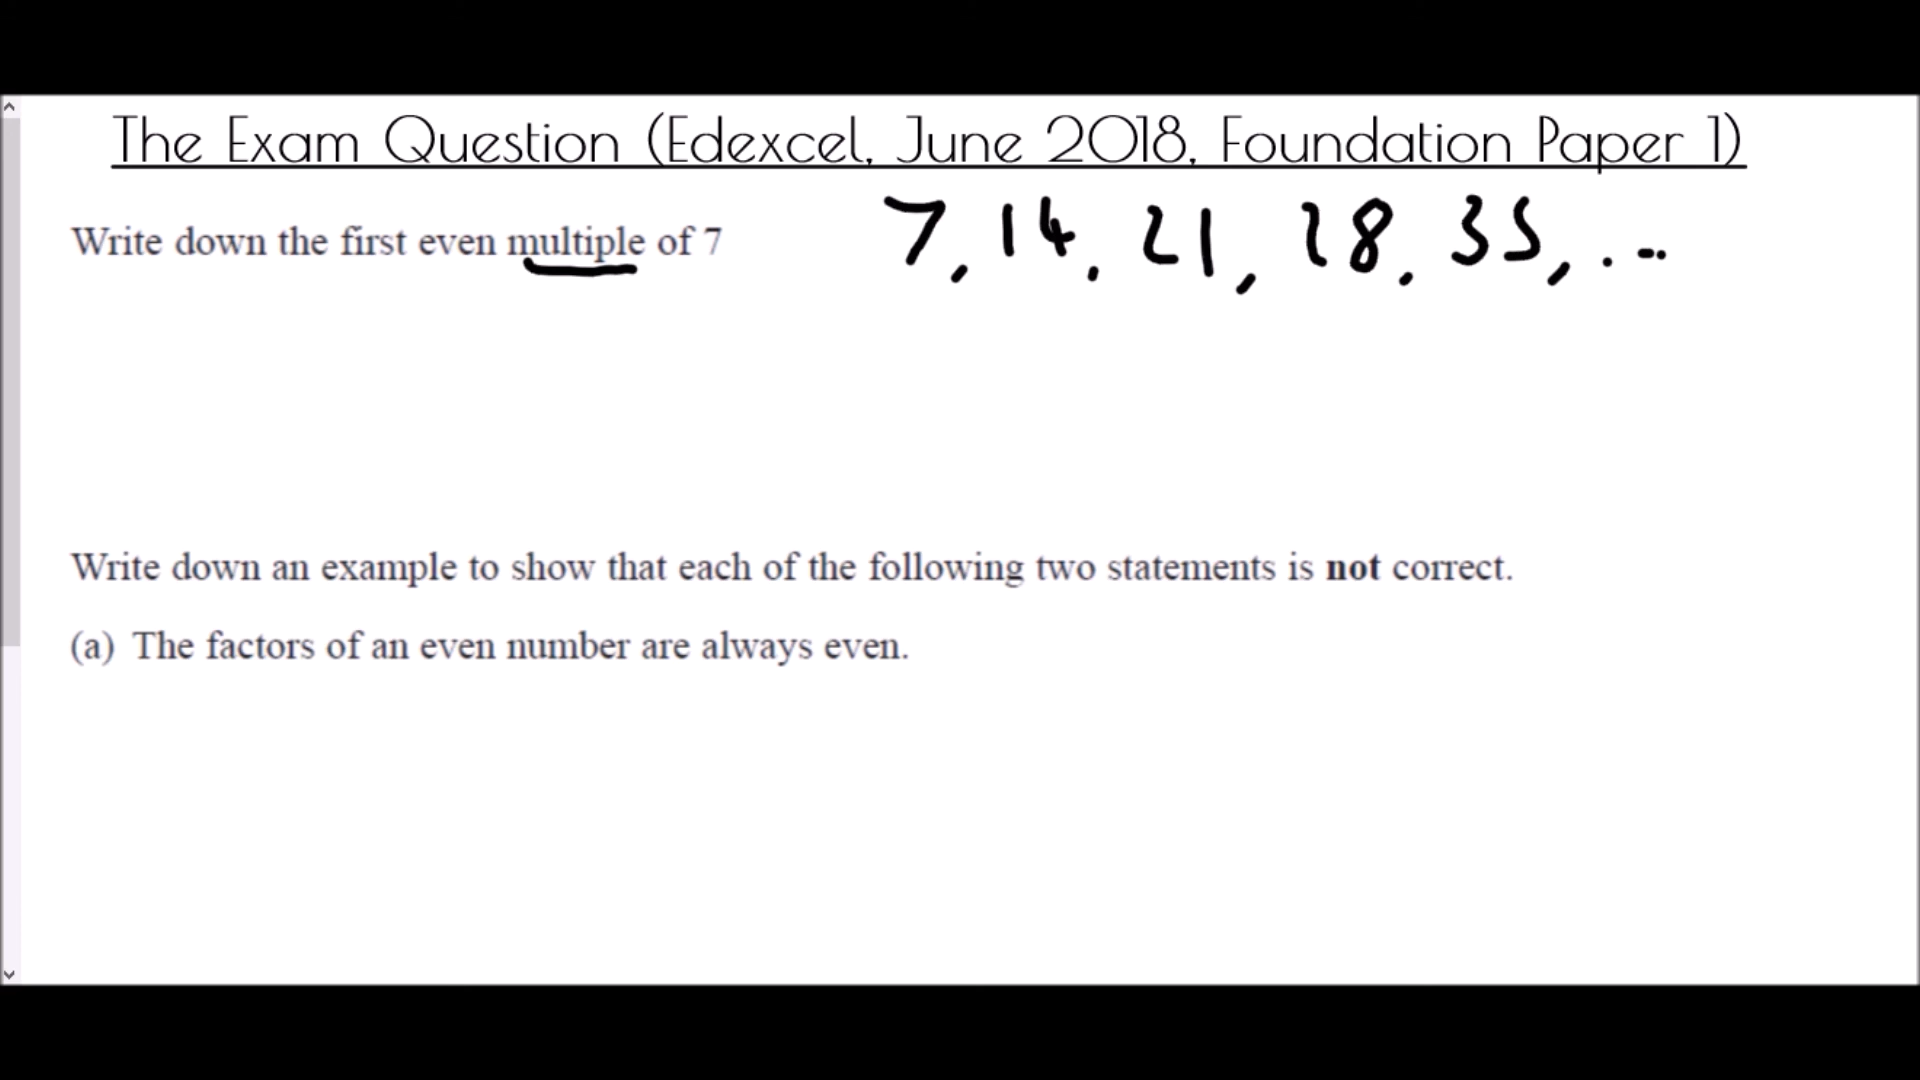 The Exam Question (Edexcel, June 2018, Foundation Paper 1)
Write down the first even multiple of 7
7, 14, 21, 28, 35, ...
Write down an example to show that each of the following two statements is not correct.
(a) The factors of an even number are always even.